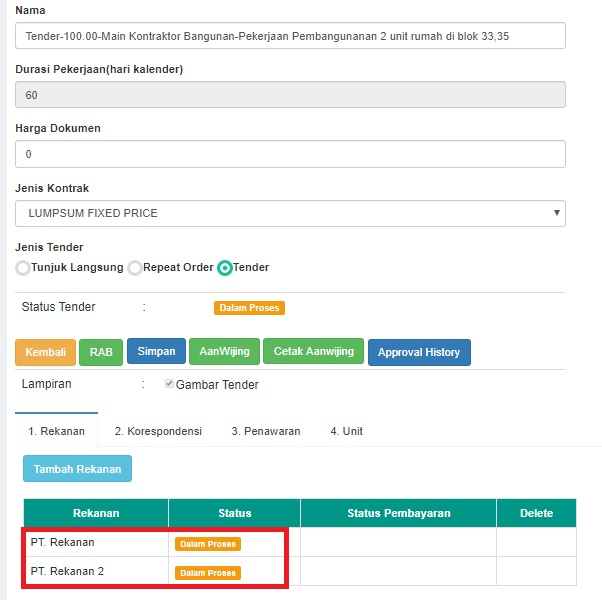 Nama
Tender-100.00-Main Kontraktor Bangunan-Pekerjaan Pembangunanan 2 unit rumah di blok 33,35
Durasi Pekerjaan(hari kalender)
60
Harga Dokumen
0
Jenis Kontrak
LUMPSUM FIXED PRICE
Jenis Tender
Tunjuk Langsung Repeat Order Tender
Status Tender : Dalam Proses
Kembali RAB Simpan AanWijing Cetak Aanwijing Approval History
Lampiran : Gambar Tender
1. Rekanan 2. Korespondensi 3. Penawaran 4. Unit
Tambah Rekanan
Rekanan Status Status Pembayaran Delete
PT. Rekanan Dalam Proses
PT. Rekanan 2 Dalam Proses